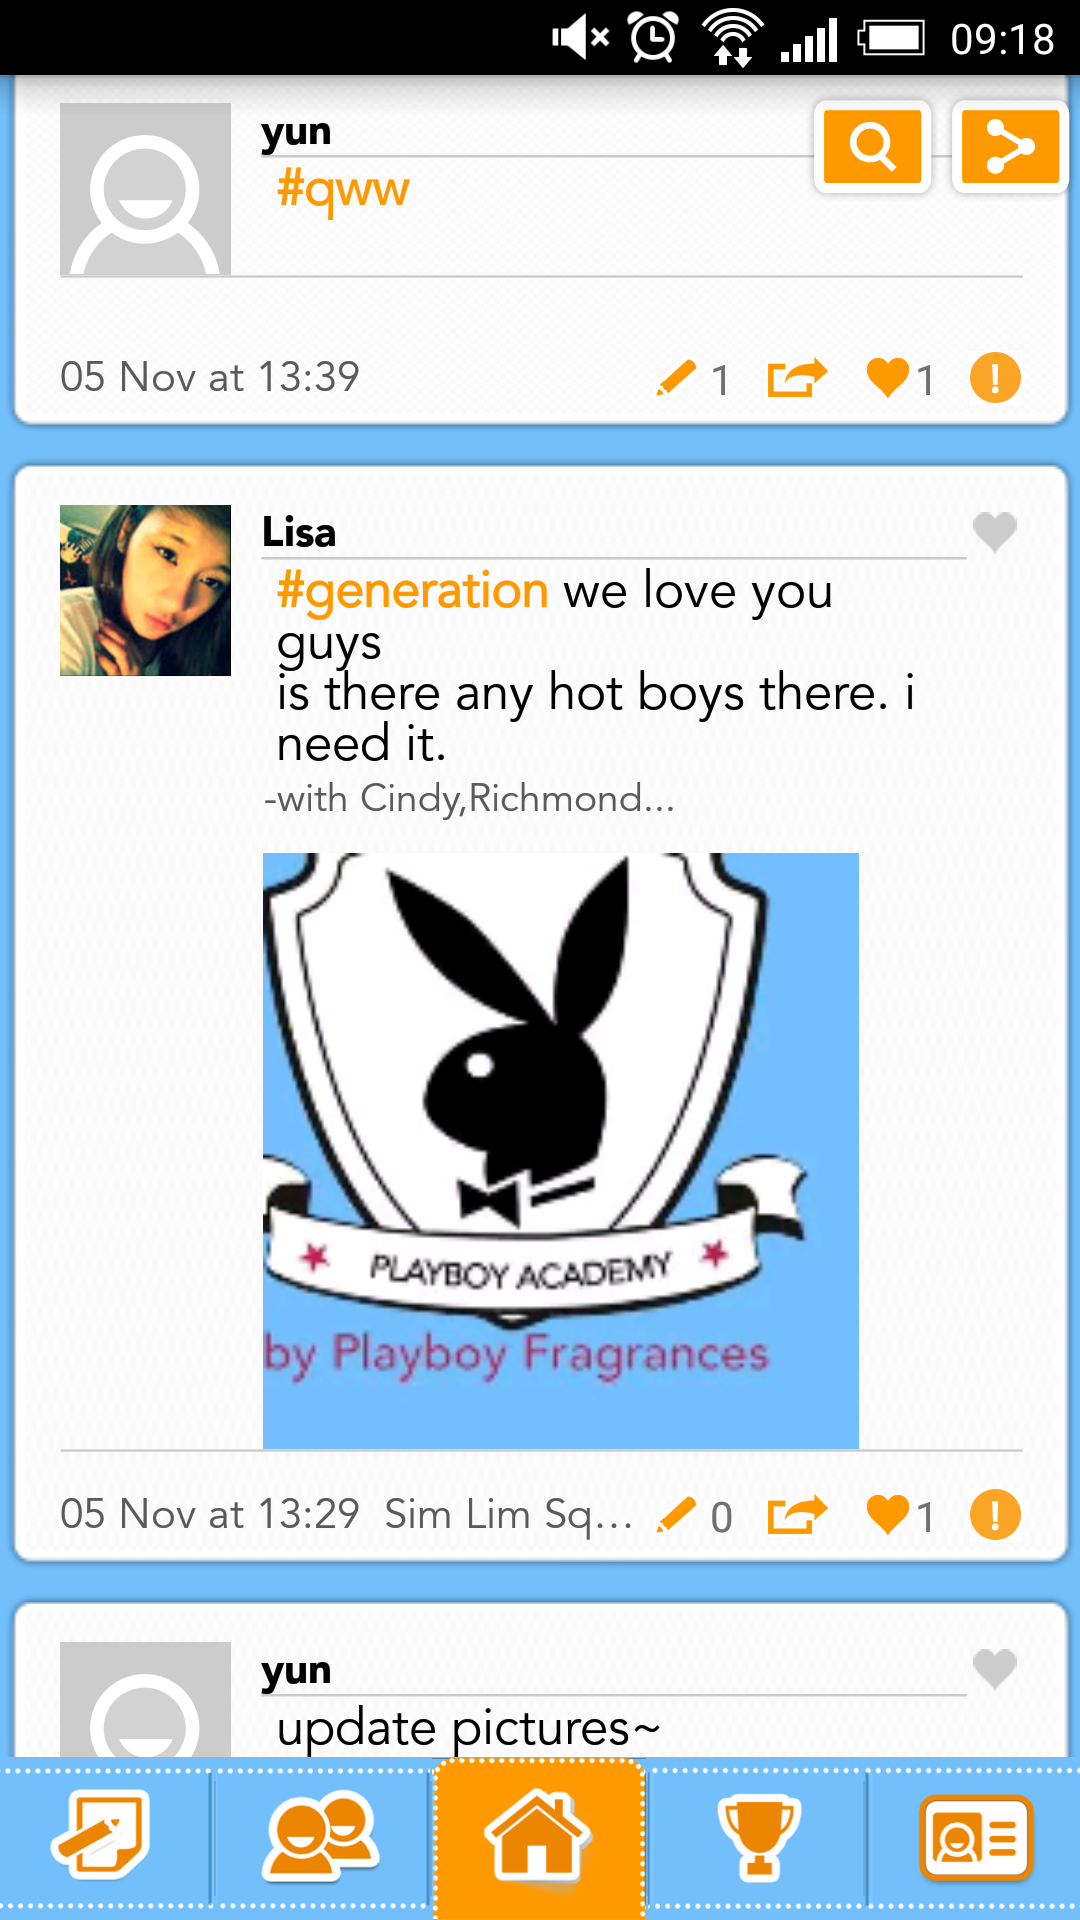 09:18
yun
#qww
05 Nov at 13:39
1
1
Lisa
#generation we love you
guys
is there any hot boys there. i
need it.
-with Cindy,Richmond...
PLAYBOY ACADEMY
by Playboy Fragrances
05 Nov at 13:29 Sim Lim Sq...
0
1
yun
update pictures~